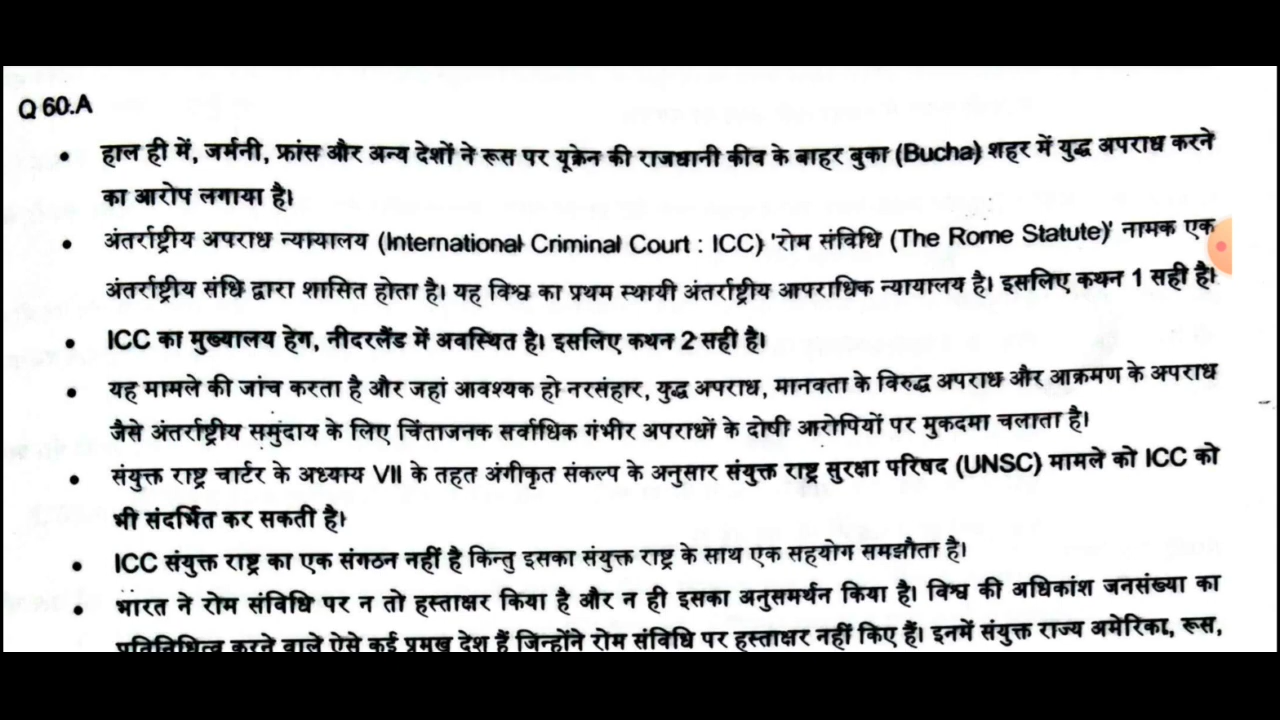 Q 60.A
• हाल ही में, जर्मनी, फ्रांस और अन्य देशों ने रूस पर यूक्रेन की राजधानी कीव के बाहर बुका (Bucha) शहर में युद्ध अपराध करने
का आरोप लगाया है।
• अंतर्राष्ट्रीय अपराध न्यायालय (International Criminal Court : ICC) 'रोम संविधि (The Rome Statute)' नामक एक
अंतर्राष्ट्रीय संधि द्वारा शासित होता है। यह विश्व का प्रथम स्थायी अंतर्राष्ट्रीय आपराधिक न्यायालय है। इसलिए कथन 1 सही है।
• ICC का मुख्यालय हेग, नीदरलैंड में अवस्थित है। इसलिए कथन 2 सही है।
• यह मामले की जांच करता है और जहां आवश्यक हो नरसंहार, युद्ध अपराध, मानवता के विरुद्ध अपराध और आक्रमण के अपराध
जैसे अंतर्राष्ट्रीय समुदाय के लिए चिंताजनक सर्वाधिक गंभीर अपराधों के दोषी आरोपियों पर मुकदमा चलाता है।
• संयुक्त राष्ट्र चार्टर के अध्याय VII के तहत अंगीकृत संकल्प के अनुसार संयुक्त राष्ट्र सुरक्षा परिषद (UNSC) मामले को ICC को
भी संदर्भित कर सकती है।
• ICC संयुक्त राष्ट्र का एक संगठन नहीं है किन्तु इसका संयुक्त राष्ट्र के साथ एक सहयोग समझौता है।
• भारत ने रोम संविधि पर न तो हस्ताक्षर किया है और न ही इसका अनुसमर्थन किया है। विश्व की अधिकांश जनसंख्या का
प्रतिनिधित्व करने वाले ऐसे कई प्रमुख देश हैं जिन्होंने रोम संविधि पर हस्ताक्षर नहीं किए हैं। इनमें संयुक्त राज्य अमेरिका, रूस,